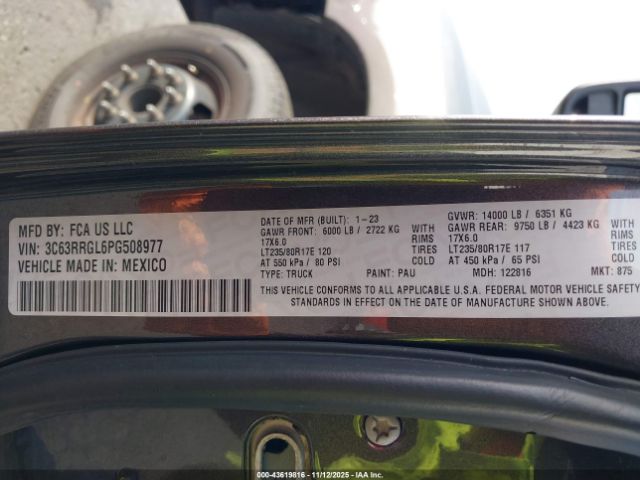 MFD BY: FCA US LLC
VIN: 3C63RRGL6PG508977
VEHICLE MADE IN: MEXICO
DATE OF MFR (BUILT): 1-23
GAWR FRONT: 6000 LB / 2722 KG WITH
17X6.0 RIMS
LT235/80R17E 120 TIRES
AT 550 kPa / 80 PSI COLD
TYPE: TRUCK PAINT: PAU
GVWR: 14000 LB / 6351 KG
GAWR REAR: 9750 LB / 4423 KG WITH
17X6.0 RIMS
LT235/80R17E 117 TIRES
AT 450 kPa / 65 PSI COLD
MDH: 122816 MKT: 875
THIS VEHICLE CONFORMS TO ALL APPLICABLE U.S.A. FEDERAL MOTOR VEHICLE SAFETY
STANDARDS IN EFFECT ON THE DATE OF MANUFACTURE SHOWN ABOVE.
000-43619816 - 11/12/2025 - IAA Corp.